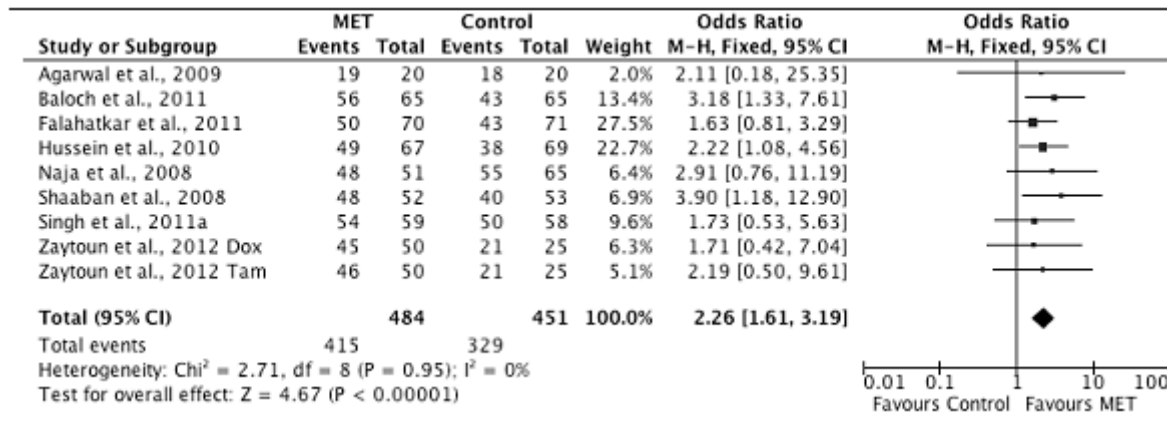 MET Control Odds Ratio Odds Ratio
Study or Subgroup Events Total Events Total Weight M-H, Fixed, 95% CI M-H, Fixed, 95% CI
Agarwal et al., 2009 19 20 18 20 2.0% 2.11 [0.18, 25.35]
Baloch et al., 2011 56 65 43 65 13.4% 3.18 [1.33, 7.61]
Falahatkar et al., 2011 50 70 43 71 27.5% 1.63 [0.81, 3.29]
Hussein et al., 2010 49 67 38 69 22.7% 2.22 [1.08, 4.56]
Naja et al., 2008 48 51 55 65 6.4% 2.91 [0.76, 11.19]
Shaaban et al., 2008 48 52 40 53 6.9% 3.90 [1.18, 12.90]
Singh et al., 2011a 54 59 50 58 9.6% 1.73 [0.53, 5.63]
Zaytoun et al., 2012 Dox 45 50 21 25 6.3% 1.71 [0.42, 7.04]
Zaytoun et al., 2012 Tam 46 50 21 25 5.1% 2.19 [0.50, 9.61]
Total (95% CI) 484 451 100.0% 2.26 [1.61, 3.19]
Total events 415 329
Heterogeneity: Chi² = 2.71, df = 8 (P = 0.95); I² = 0%
Test for overall effect: Z = 4.67 (P < 0.00001)
0.01 0.1 1 10 100
Favours Control Favours MET